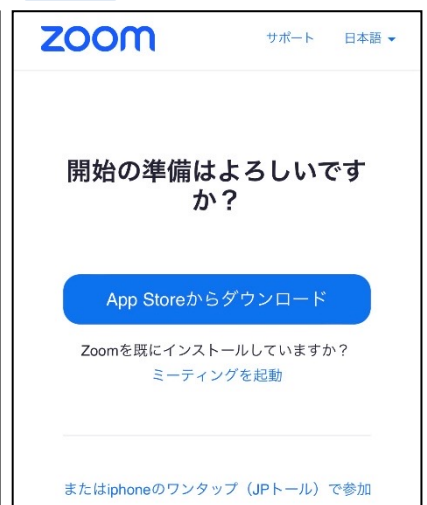 zoom
サポート 日本語
開始の準備はよろしいです
か？
App Storeからダウンロード
Zoomを既にインストールしていますか？
ミーティングを起動
またはiphoneのワンタップ（JPトール）で参加